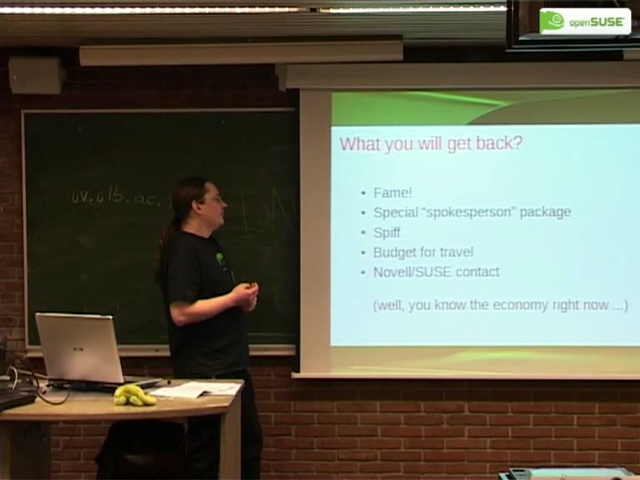 openSUSE
What you will get back?
• Fame!
• Special “spokesperson” package
• Spiff
• Budget for travel
• Novell/SUSE contact
(well, you know the economy right now ...)